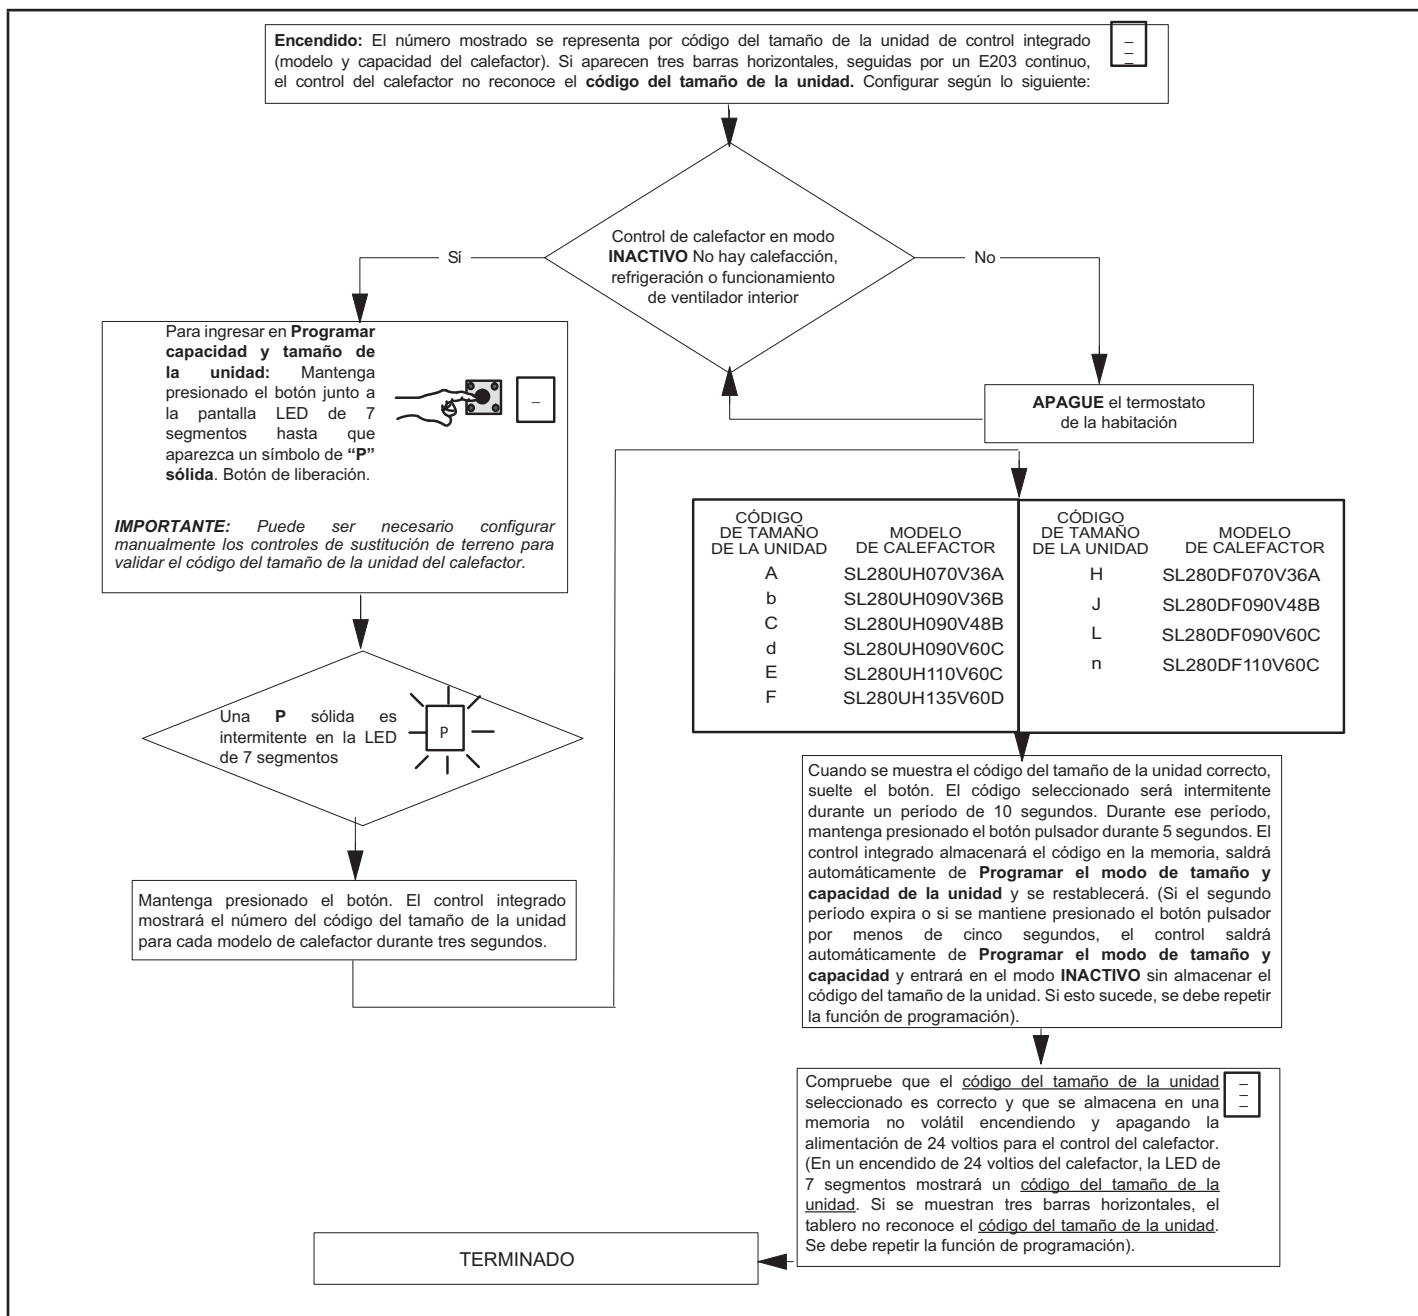 Encendido: El número mostrado se representa por código del tamaño de la unidad de control integrado
(modelo y capacidad del calefactor). Si aparecen tres barras horizontales, seguidas por un E203 continuo,
el control del calefactor no reconoce el código del tamaño de la unidad. Configurar según lo siguiente:
Control de calefactor en modo
INACTIVO No hay calefacción,
refrigeración o funcionamiento
de ventilador interior
Sí
No
Para ingresar en Programar
capacidad y tamaño de
la unidad: Mantenga
presionado el botón junto a
la pantalla LED de 7
segmentos hasta que
aparezca un símbolo de “P”
sólida. Botón de liberación.
IMPORTANTE: Puede ser necesario configurar
manualmente los controles de sustitución de terreno para
validar el código del tamaño de la unidad del calefactor.
APAGUE el termostato
de la habitación
Una P sólida es
intermitente en la LED
de 7 segmentos
P
Mantenga presionado el botón. El control integrado
mostrará el número del código del tamaño de la unidad
para cada modelo de calefactor durante tres segundos.
CÓDIGO
DE TAMAÑO
DE LA UNIDAD
MODELO
DE CALEFACTOR
A SL280UH070V36A
b SL280UH090V36B
C SL280UH090V48B
d SL280UH090V60C
E SL280UH110V60C
F SL280UH135V60D
CÓDIGO
DE TAMAÑO
DE LA UNIDAD
MODELO
DE CALEFACTOR
H SL280DF070V36A
J SL280DF090V48B
L SL280DF090V60C
n SL280DF110V60C
Cuando se muestra el código del tamaño de la unidad correcto,
suelte el botón. El código seleccionado será intermitente
durante un período de 10 segundos. Durante ese período,
mantenga presionado el botón pulsador durante 5 segundos. El
control integrado almacenará el código en la memoria, saldrá
automáticamente de Programar el modo de tamaño y
capacidad de la unidad y se restablecerá. (Si el segundo
período expira o si se mantiene presionado el botón pulsador
por menos de cinco segundos, el control saldrá
automáticamente de Programar el modo de tamaño y
capacidad y entrará en el modo INACTIVO sin almacenar el
código del tamaño de la unidad. Si esto sucede, se debe repetir
la función de programación).
Compruebe que el código del tamaño de la unidad
seleccionado es correcto y que se almacena en una
memoria no volátil encendiendo y apagando la
alimentación de 24 voltios para el control del calefactor.
(En un encendido de 24 voltios del calefactor, la LED de
7 segmentos mostrará un código del tamaño de la
unidad. Si se muestran tres barras horizontales, el
tablero no reconoce el código del tamaño de la unidad.
Se debe repetir la función de programación).
TERMINADO